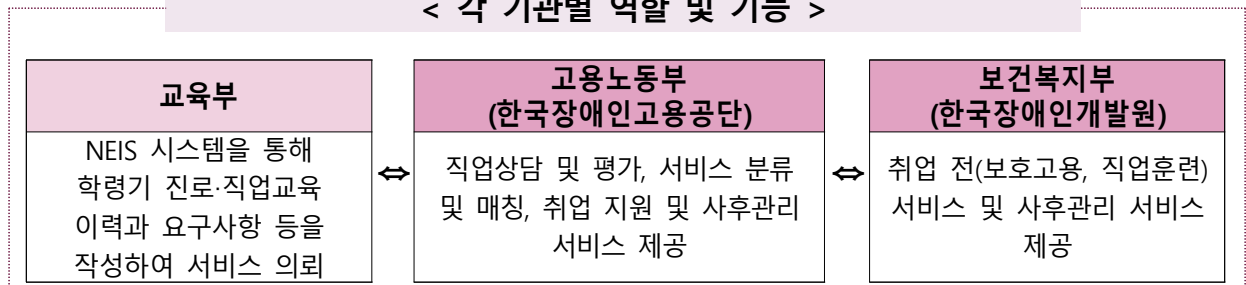 < 각 기관별 역할 및 기능 >
교육부
NEIS 시스템을 통해
학령기 진로·직업교육
이력과 요구사항 등을
작성하여 서비스 의뢰
⇔
고용노동부
(한국장애인고용공단)
직업상담 및 평가, 서비스 분류
및 매칭, 취업 지원 및 사후관리
서비스 제공
⇔
보건복지부
(한국장애인개발원)
취업 전(보호고용, 직업훈련)
서비스 및 사후관리 서비스
제공